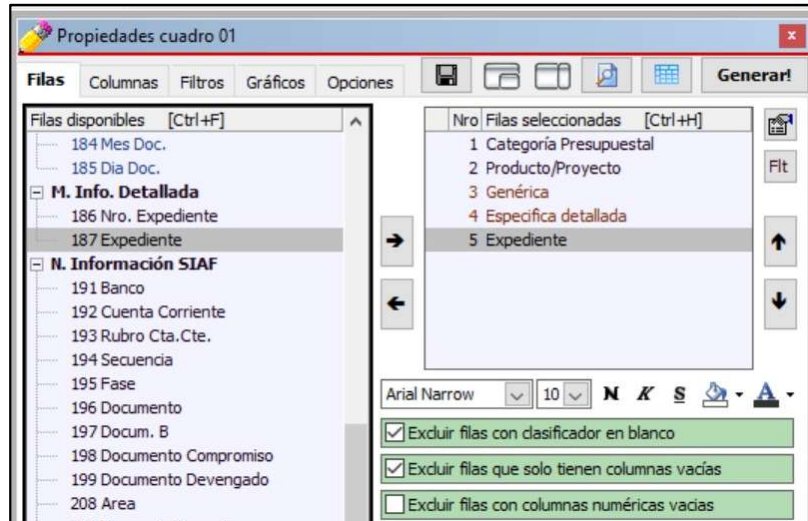 Propiedades cuadro 01
x
Filas Columnas Filtros Gráficos Opciones Generar!
Filas disponibles [Ctrl+F]
184 Mes Doc.
185 Dia Doc.
M. Info. Detallada
186 Nro. Expediente
187 Expediente
N. Información SIAF
191 Banco
192 Cuenta Corriente
193 Rubro Cta.Cte.
194 Secuencia
195 Fase
196 Documento
197 Docum. B
198 Documento Compromiso
199 Documento Devengado
208 Area
Nro Filas seleccionadas [Ctrl+H]
1 Categoría Presupuestal
2 Producto/Proyecto
3 Genérica
4 Especifica detallada
5 Expediente
Flt
Arial Narrow 10 N K S A
Excluir filas con clasificador en blanco
Excluir filas que solo tienen columnas vacías
Excluir filas con columnas numéricas vacias